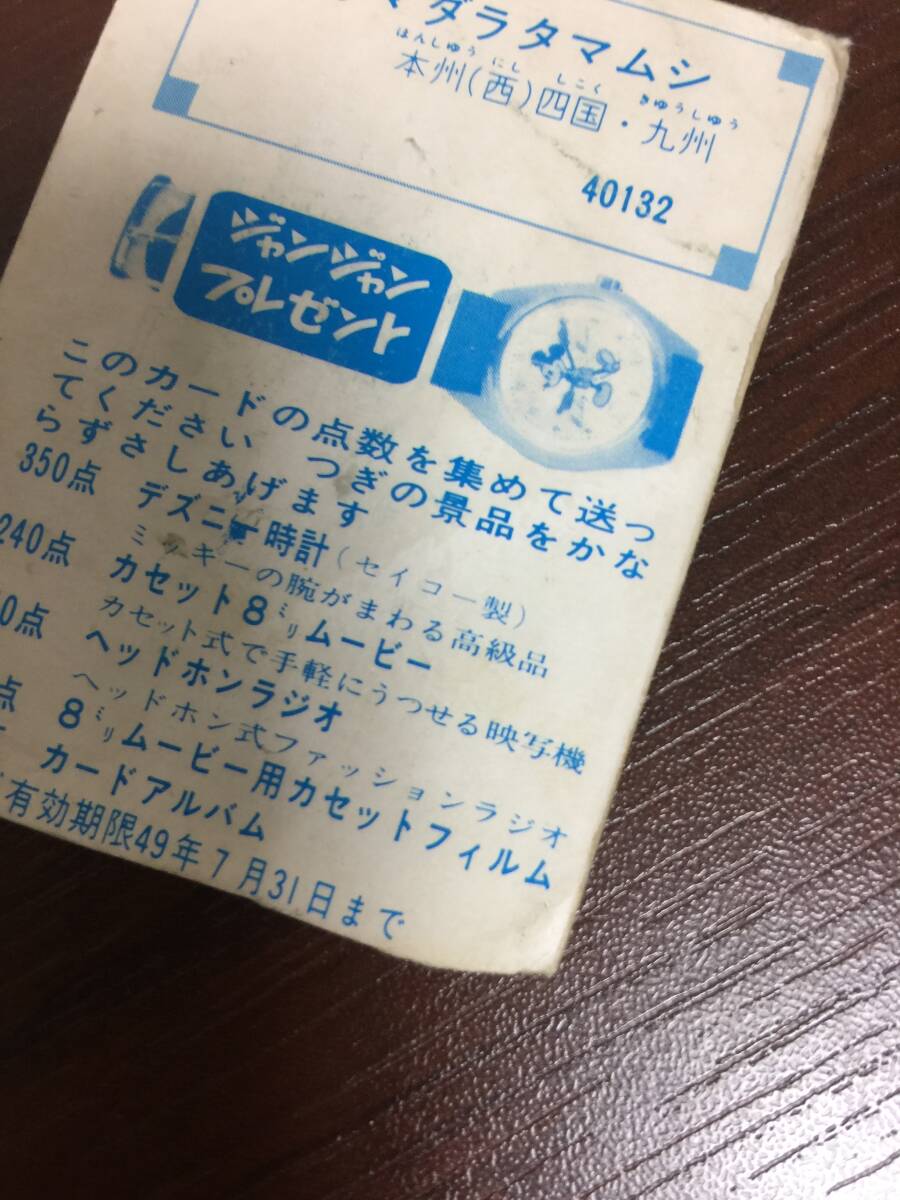 マダラタマムシ
はんしゅう にし しこく きゅうしゅう
本州(西)四国・九州
40132
ジャンジャン
プレゼント
このカードの点数を集めて送っ
てください つぎの景品をかな
らずさしあげます
350点 デズニー時計(セイコー製)
ミッキーの腕がまわる高級品
240点 カセット8ミリムービー
カセット式で手軽にうつせる映写機
0点 ヘッドホンラジオ
ヘッドホン式ファッションラジオ
点 8ミリムービー用カセットフィルム
カードアルバム
有効期限49年7月31日まで